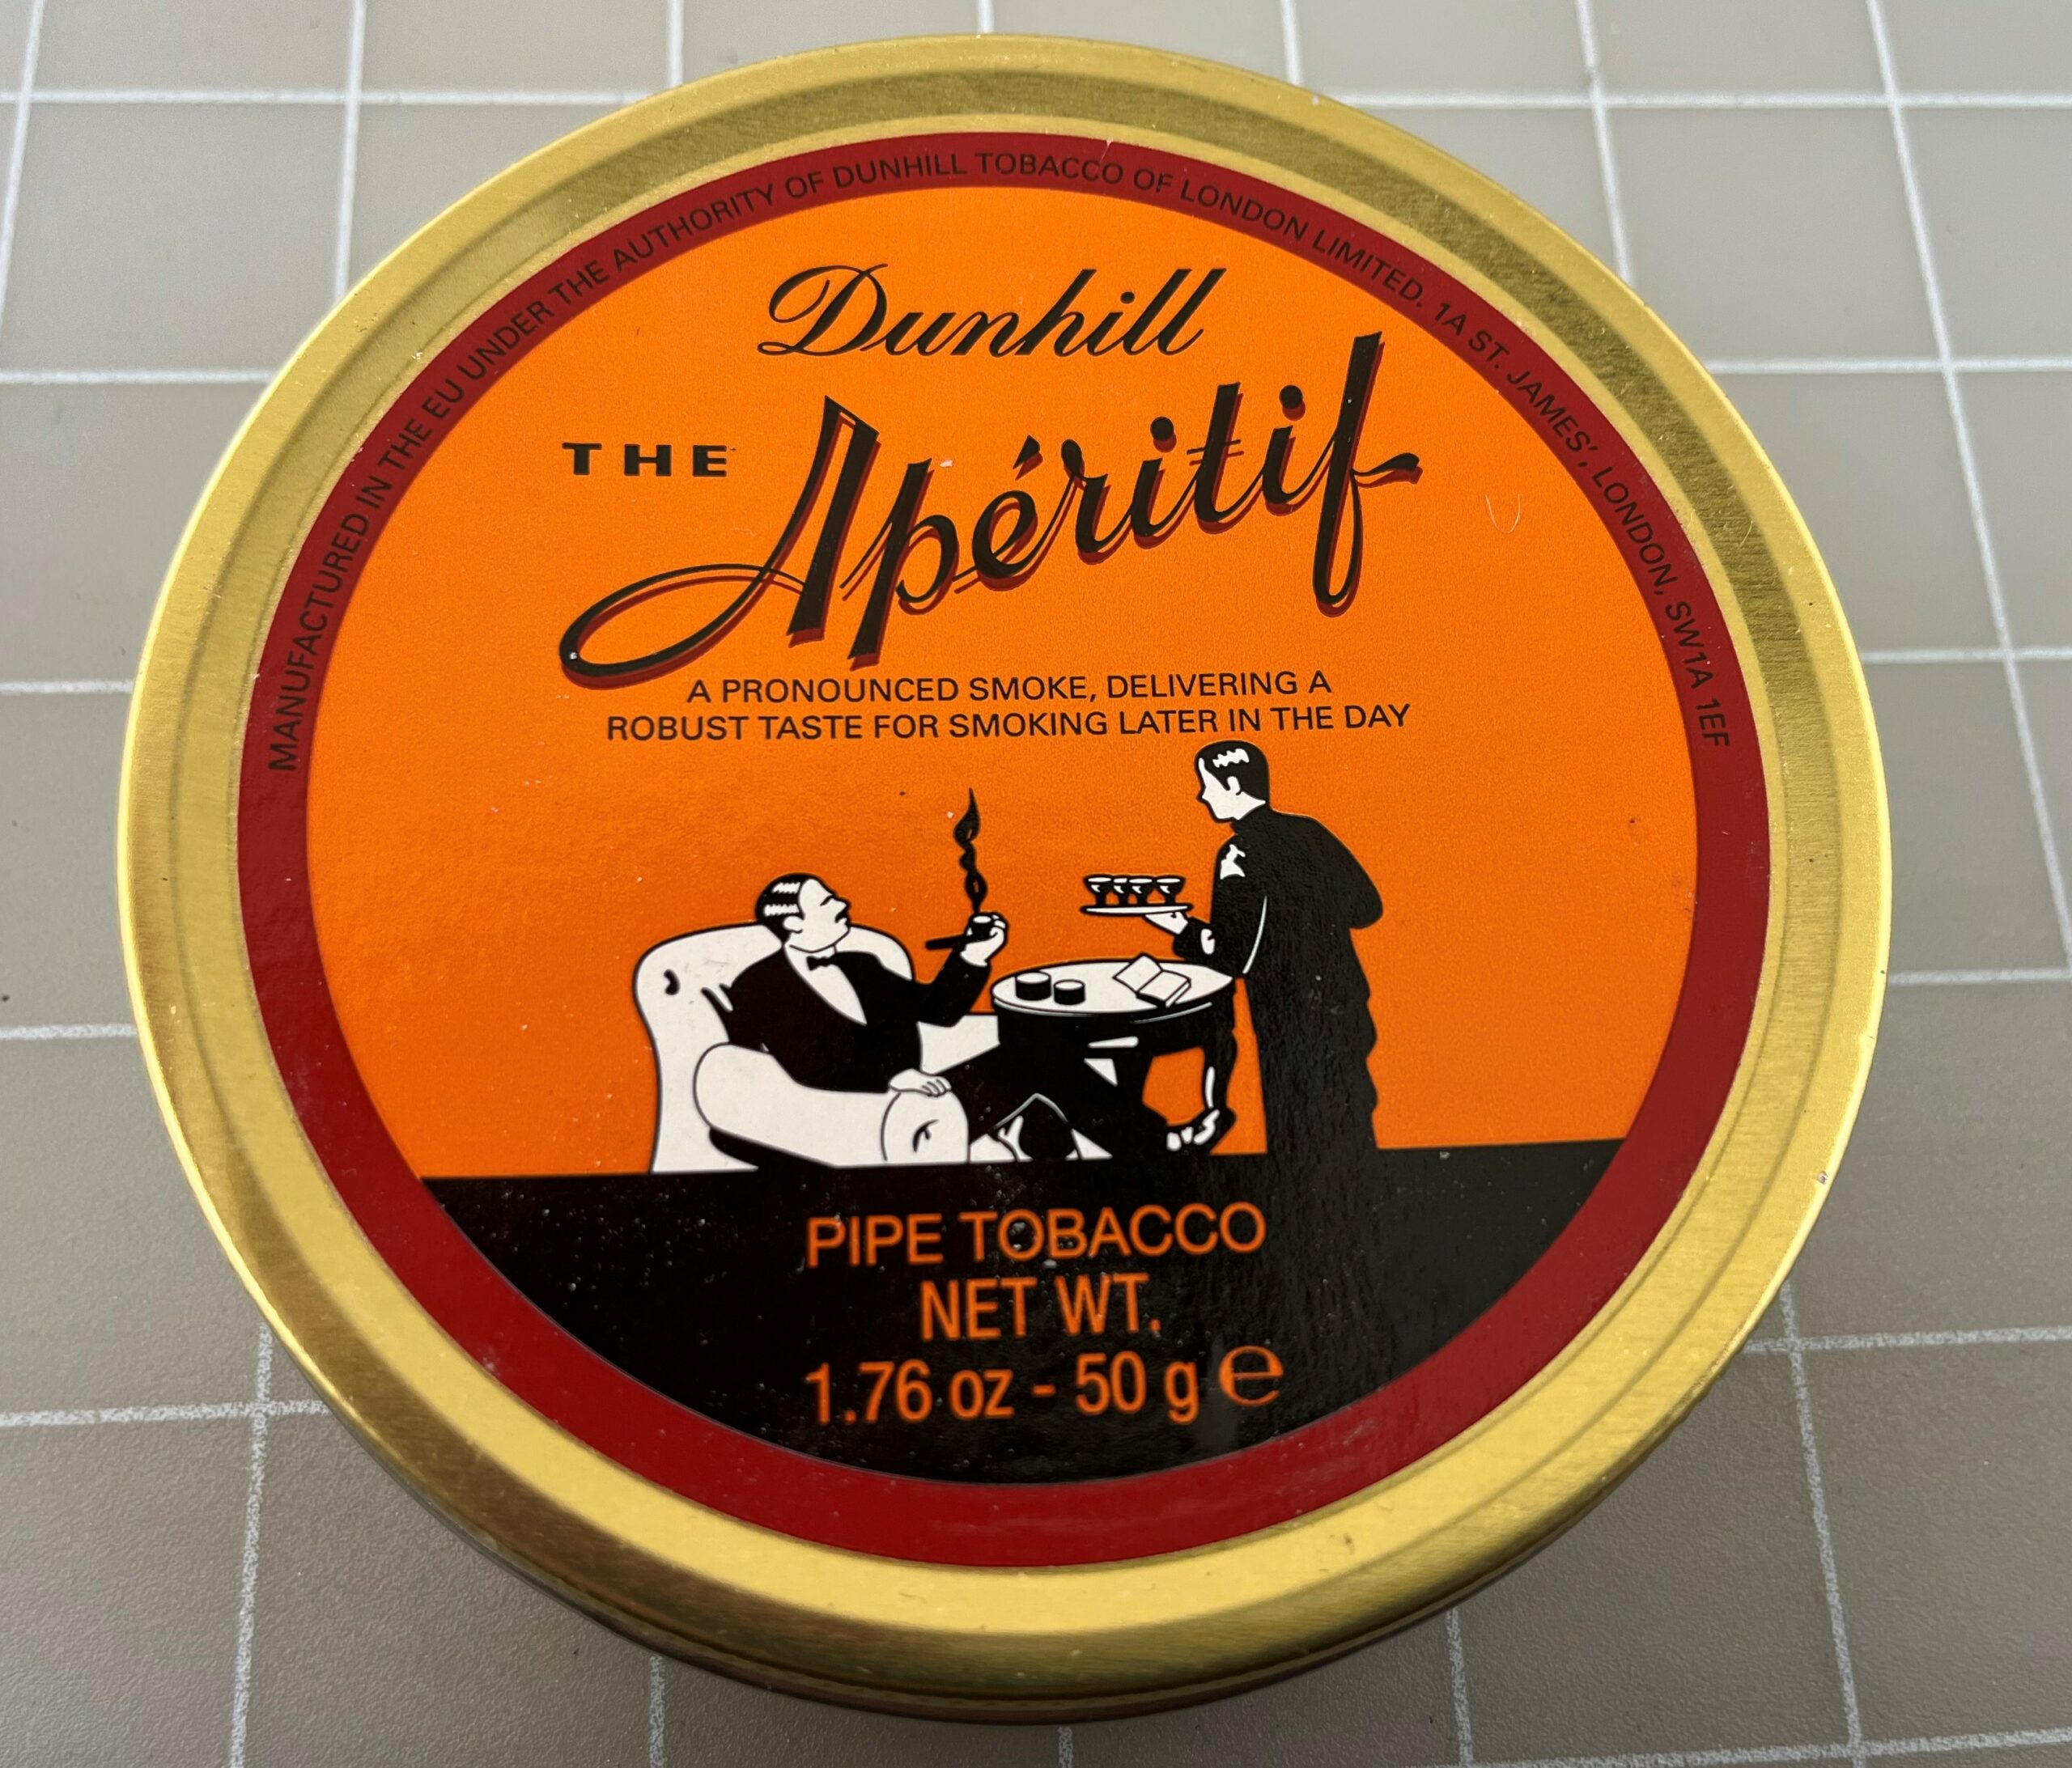 MANUFACTURED IN THE EU UNDER THE AUTHORITY OF DUNHILL TOBACCO OF LONDON LIMITED. 1A ST. JAMES', LONDON, SW1A 1EF
Dunhill
THE Apéritif
A PRONOUNCED SMOKE, DELIVERING A
ROBUST TASTE FOR SMOKING LATER IN THE DAY
PIPE TOBACCO
NET WT.
1.76 oz - 50 g ℮